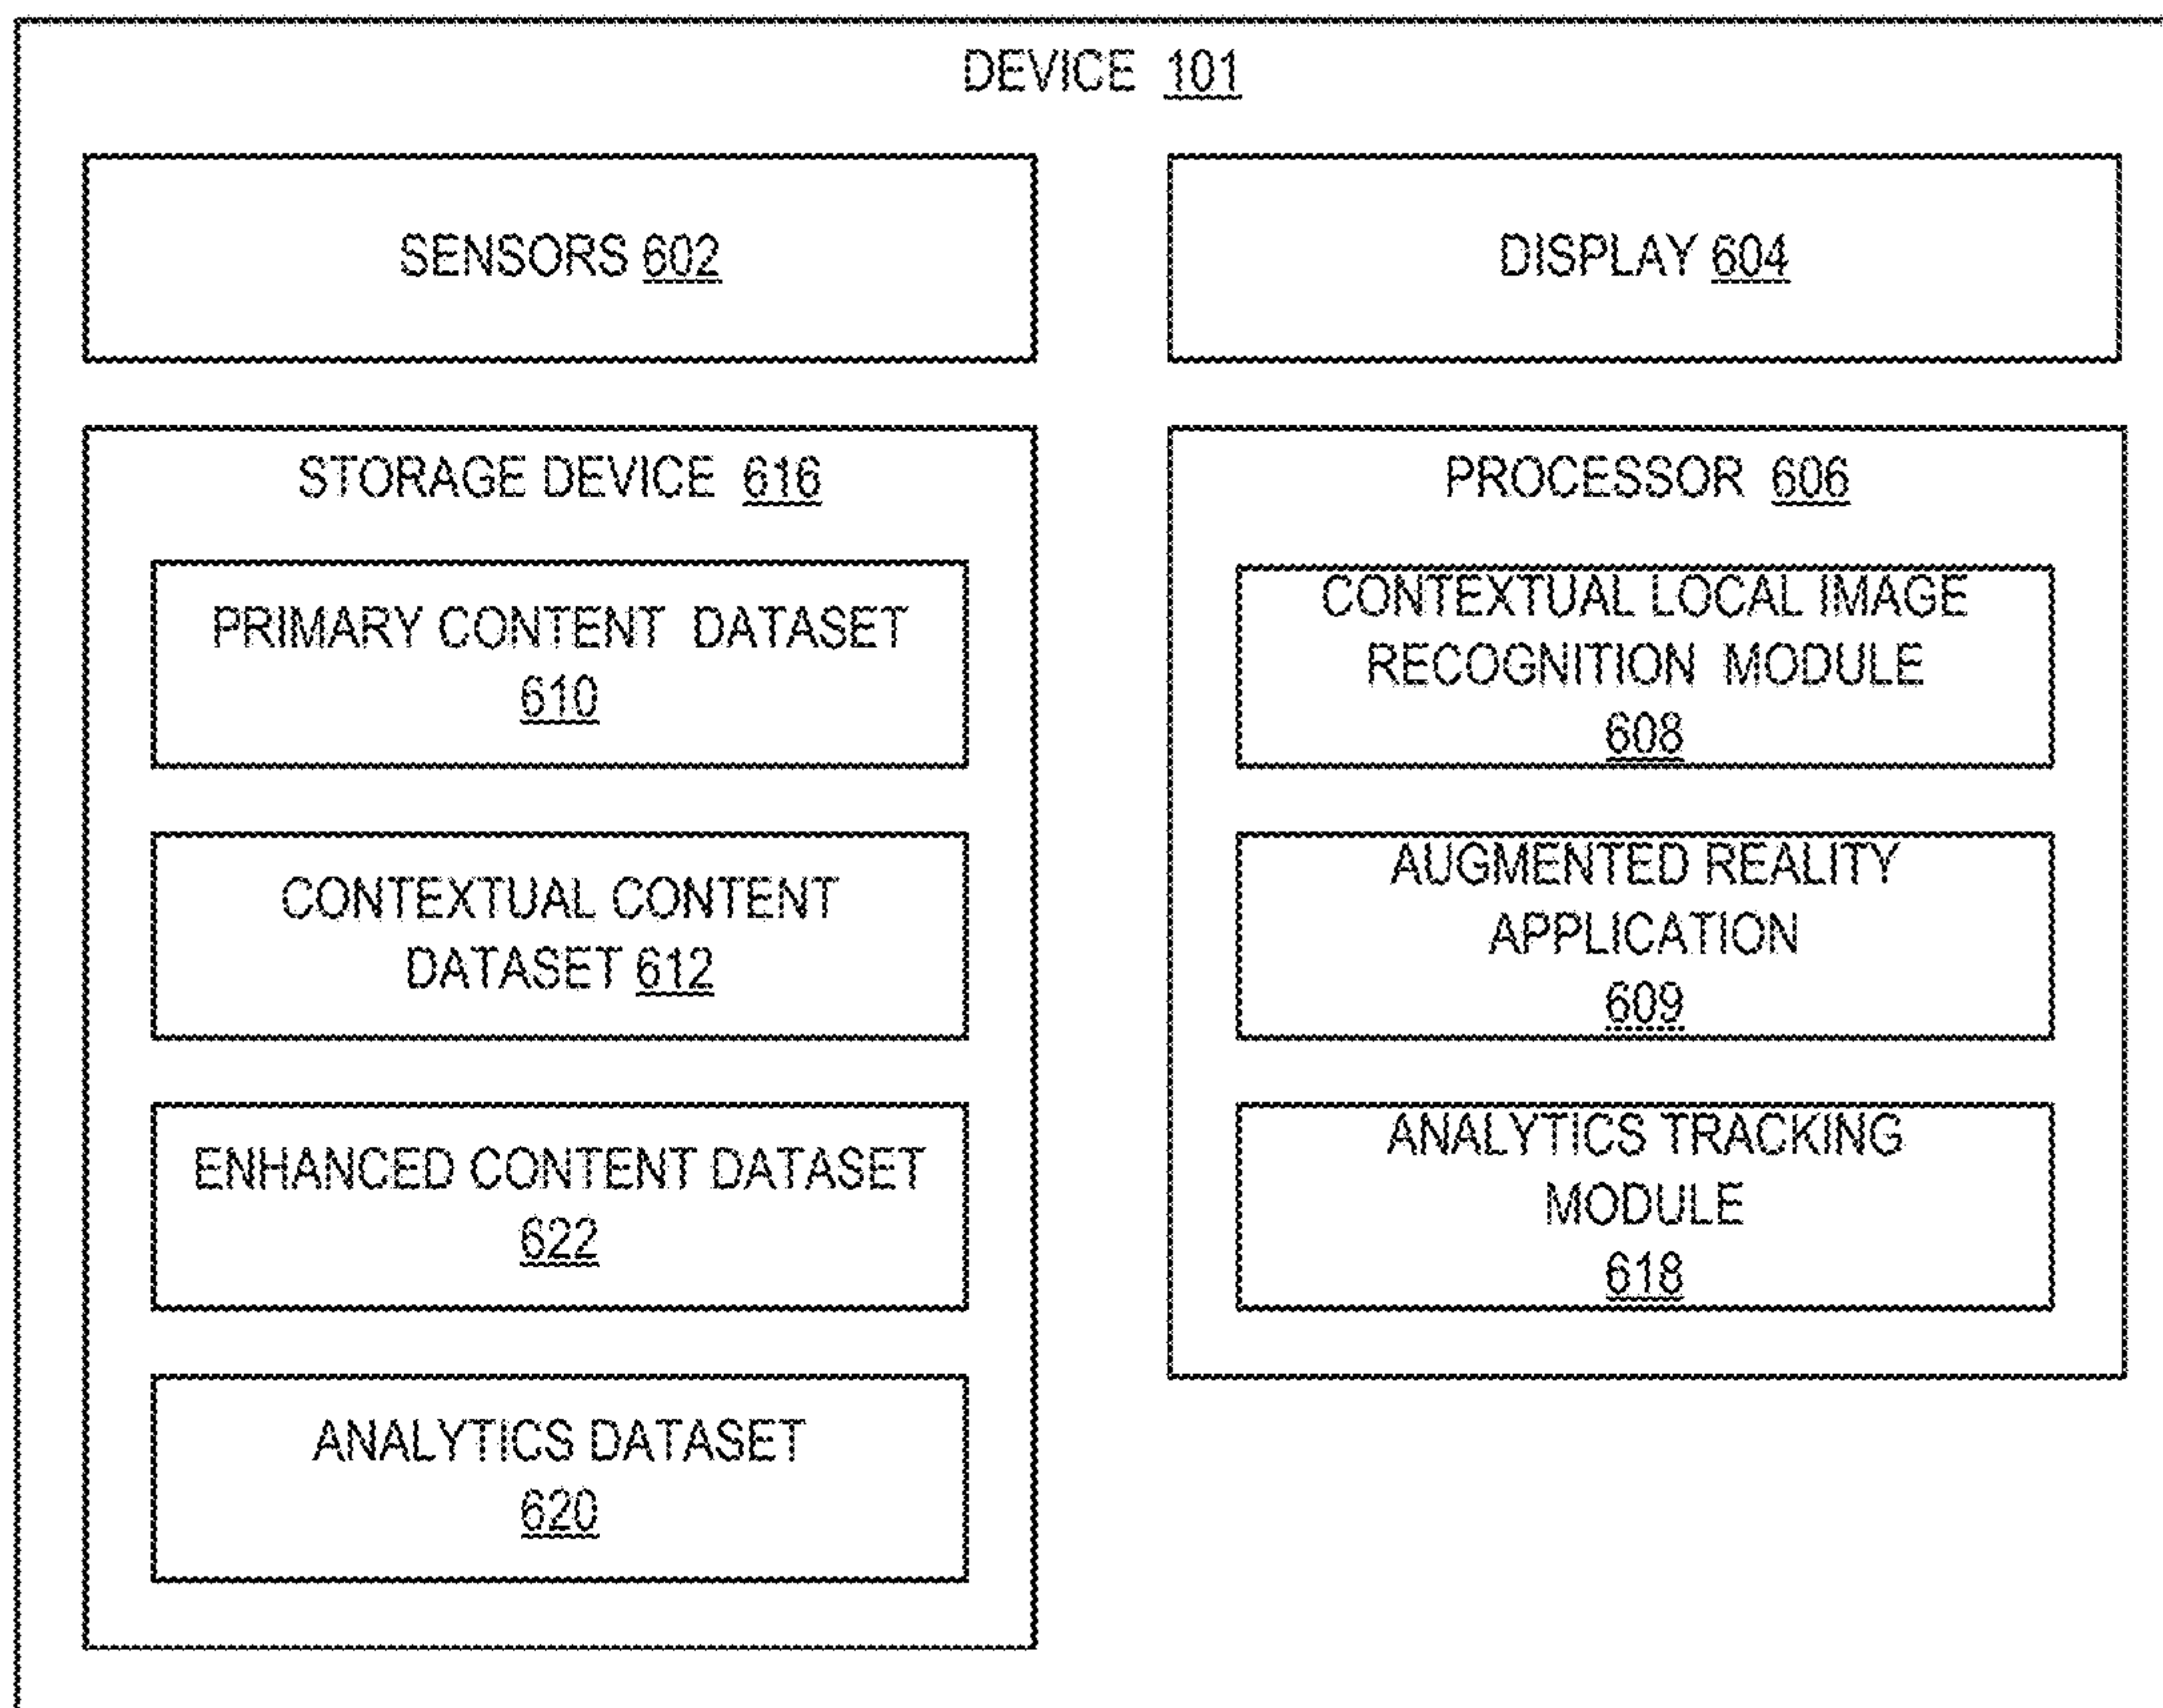 DEVICE 101
SENSORS 602
DISPLAY 604
STORAGE DEVICE 616
PRIMARY CONTENT DATASET
610
CONTEXTUAL CONTENT
DATASET 612
ENHANCED CONTENT DATASET
622
ANALYTICS DATASET
620
PROCESSOR 606
CONTEXTUAL LOCAL IMAGE
RECOGNITION MODULE
608
AUGMENTED REALITY
APPLICATION
609
ANALYTICS TRACKING
MODULE
618